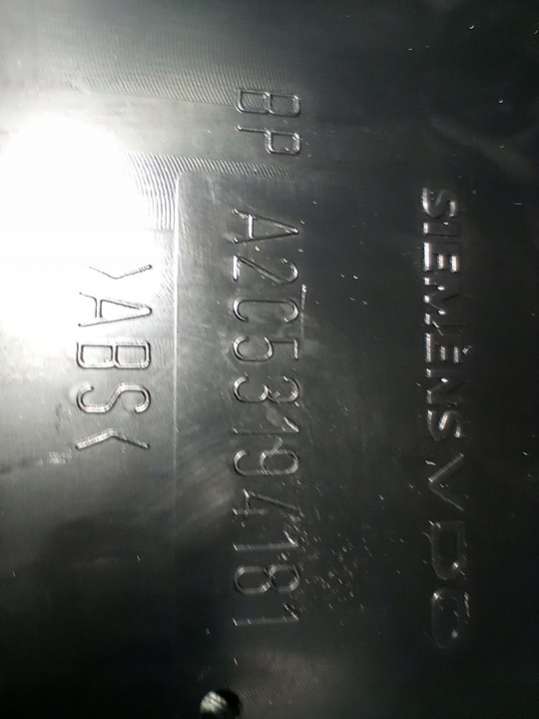 SIEMENS VDO
BP A2C53194181
>ABS<